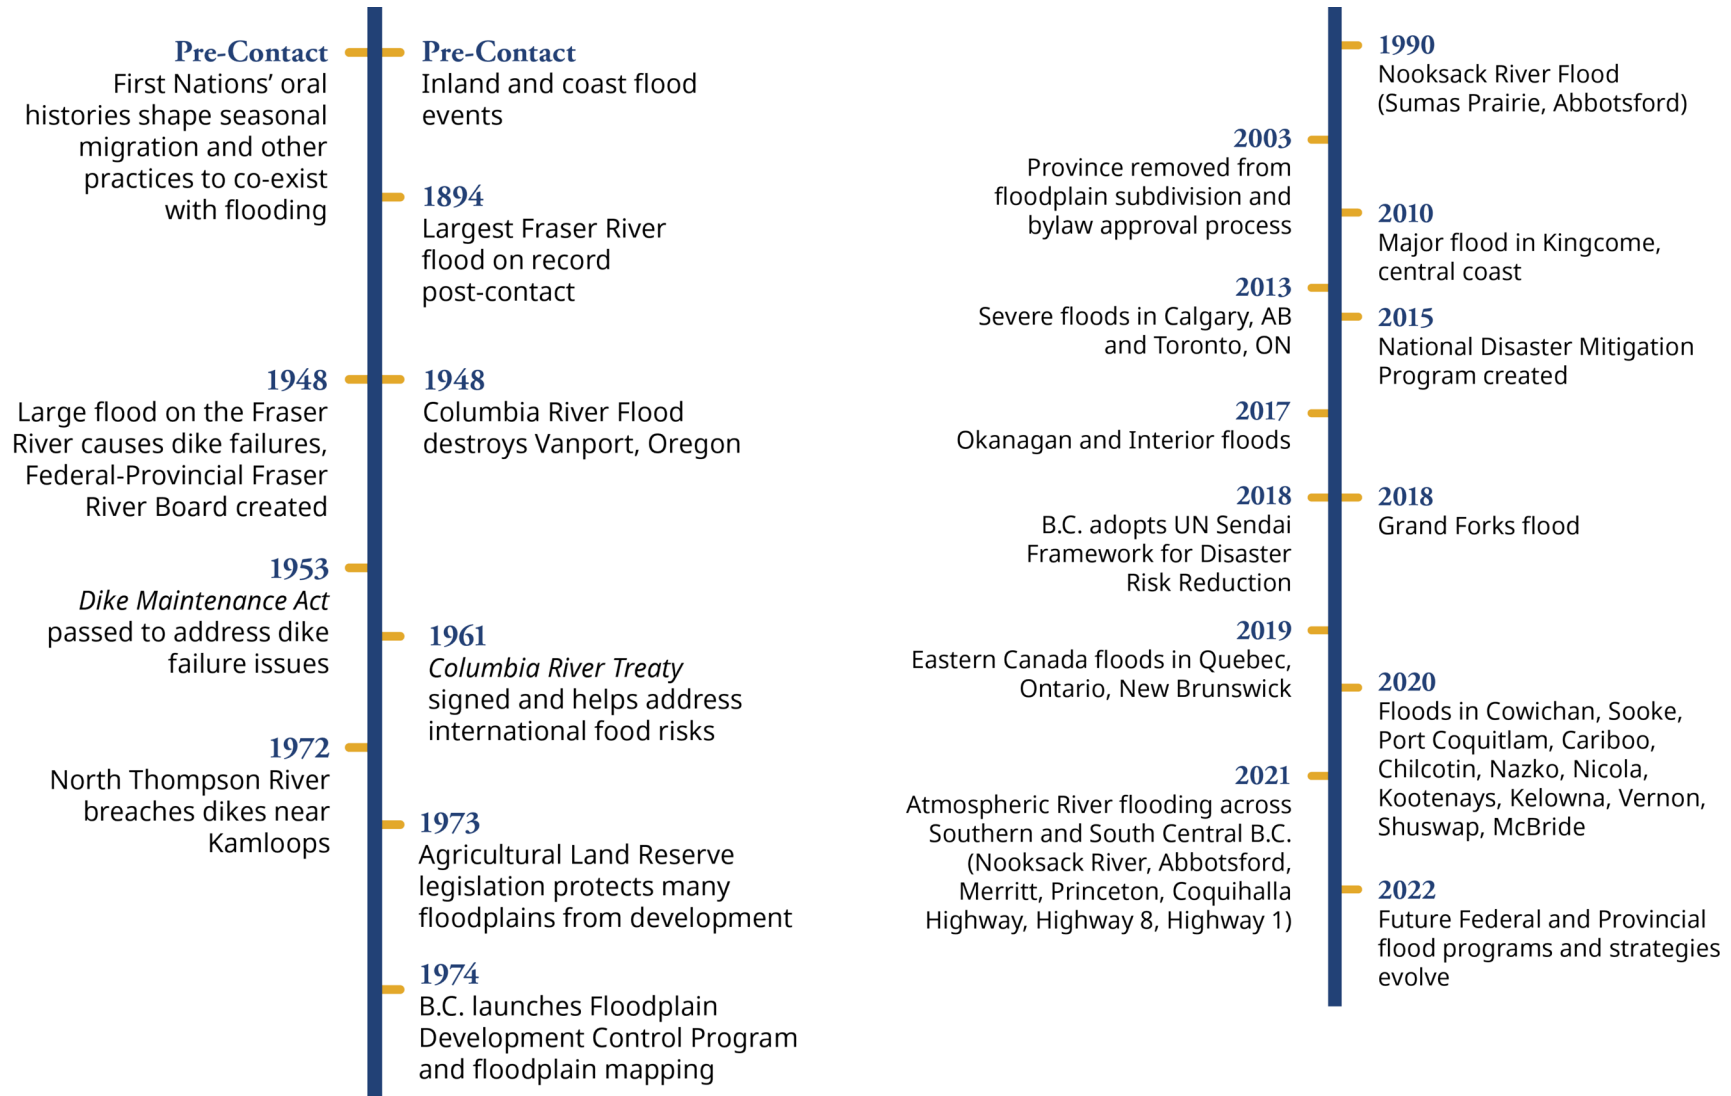 Pre-Contact
First Nations’ oral
histories shape seasonal
migration and other
practices to co-exist
with flooding
Pre-Contact
Inland and coast flood
events
1894
Largest Fraser River
flood on record
post-contact
1948
Large flood on the Fraser
River causes dike failures,
Federal-Provincial Fraser
River Board created
1948
Columbia River Flood
destroys Vanport, Oregon
1953
Dike Maintenance Act
passed to address dike
failure issues
1961
Columbia River Treaty
signed and helps address
international food risks
1972
North Thompson River
breaches dikes near
Kamloops
1973
Agricultural Land Reserve
legislation protects many
floodplains from development
1974
B.C. launches Floodplain
Development Control Program
and floodplain mapping
1990
Nooksack River Flood
(Sumas Prairie, Abbotsford)
2003
Province removed from
floodplain subdivision and
bylaw approval process
2010
Major flood in Kingcome,
central coast
2013
Severe floods in Calgary, AB
and Toronto, ON
2015
National Disaster Mitigation
Program created
2017
Okanagan and Interior floods
2018
B.C. adopts UN Sendai
Framework for Disaster
Risk Reduction
2018
Grand Forks flood
2019
Eastern Canada floods in Quebec,
Ontario, New Brunswick
2020
Floods in Cowichan, Sooke,
Port Coquitlam, Cariboo,
Chilcotin, Nazko, Nicola,
Kootenays, Kelowna, Vernon,
Shuswap, McBride
2021
Atmospheric River flooding across
Southern and South Central B.C.
(Nooksack River, Abbotsford,
Merritt, Princeton, Coquihalla
Highway, Highway 8, Highway 1)
2022
Future Federal and Provincial
flood programs and strategies
evolve